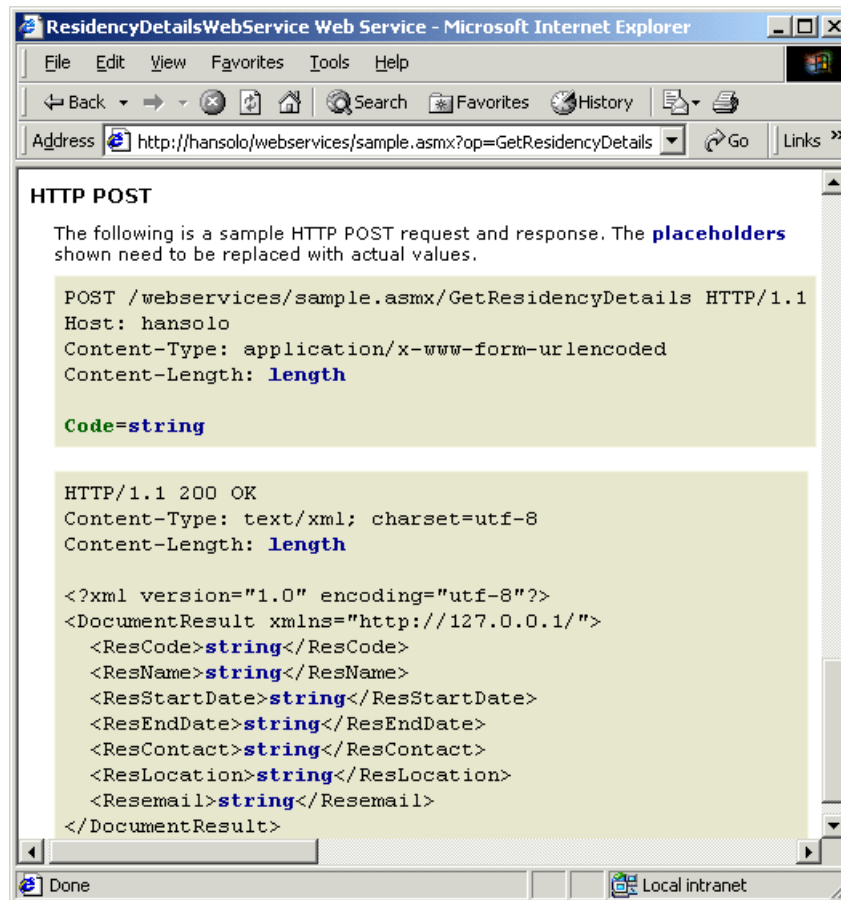 ResidencyDetailsWebService Web Service - Microsoft Internet Explorer
File Edit View Favorites Tools Help
Back Search Favorites History
Address http://hansolo/webservices/sample.asmx?op=GetResidencyDetails Go Links »
HTTP POST
The following is a sample HTTP POST request and response. The placeholders
shown need to be replaced with actual values.
POST /webservices/sample.asmx/GetResidencyDetails HTTP/1.1
Host: hansolo
Content-Type: application/x-www-form-urlencoded
Content-Length: length
Code=string
HTTP/1.1 200 OK
Content-Type: text/xml; charset=utf-8
Content-Length: length
<?xml version="1.0" encoding="utf-8"?>
<DocumentResult xmlns="http://127.0.0.1/">
<ResCode>string</ResCode>
<ResName>string</ResName>
<ResStartDate>string</ResStartDate>
<ResEndDate>string</ResEndDate>
<ResContact>string</ResContact>
<ResLocation>string</ResLocation>
<Resemail>string</Resemail>
</DocumentResult>
Done Local intranet